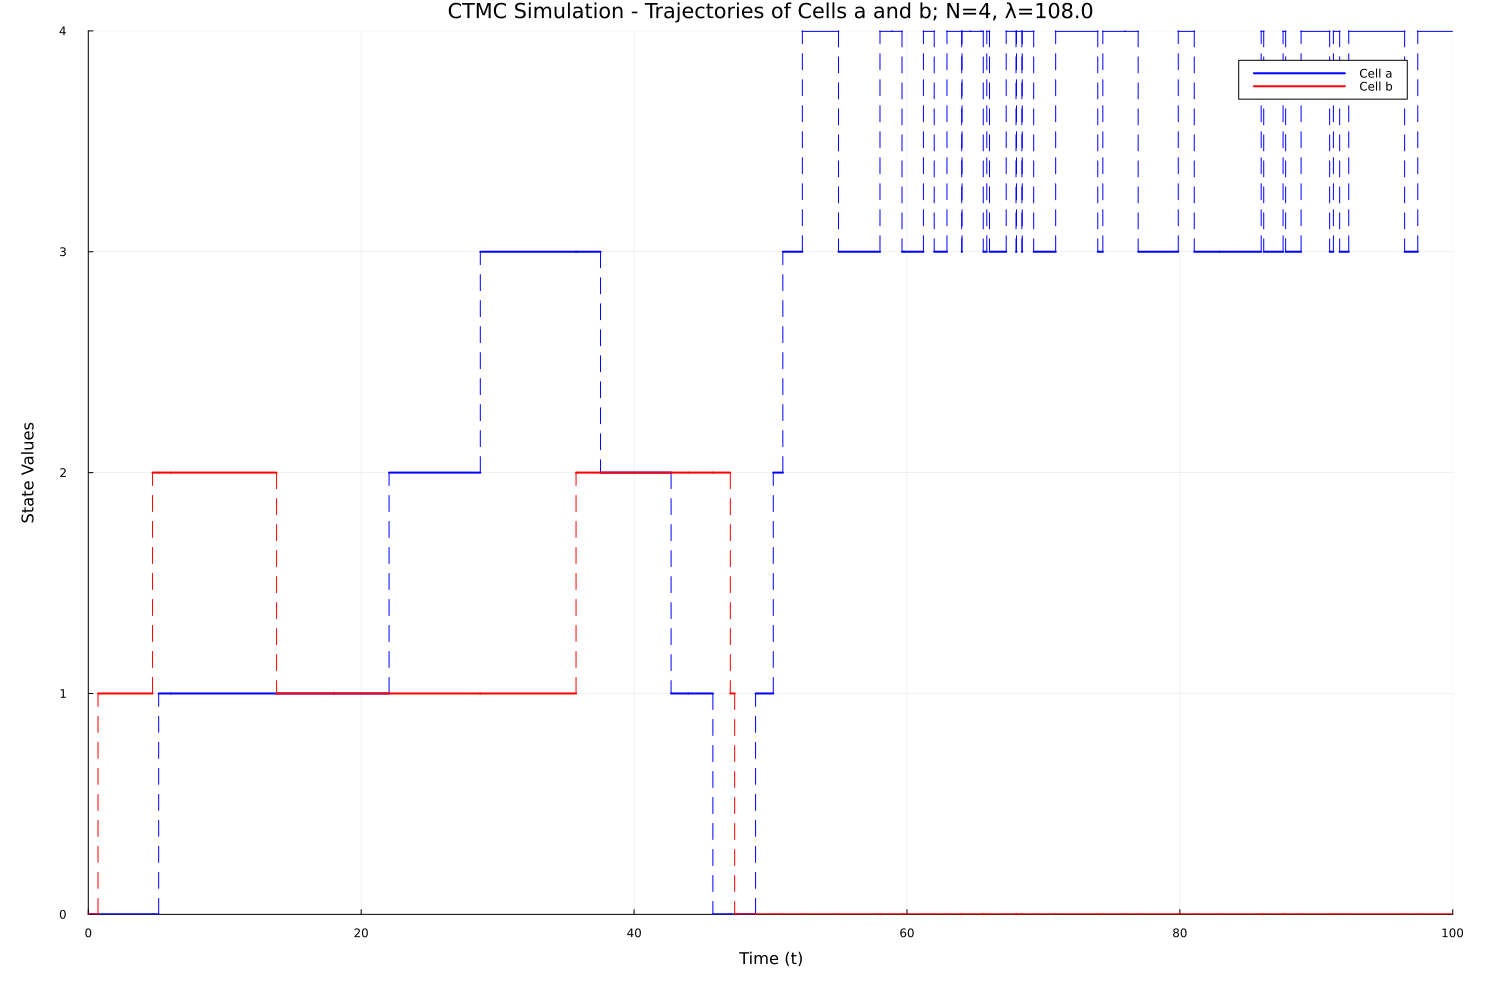 CTMC Simulation - Trajectories of Cells a and b; N=4, λ=108.0
4
Cell a
Cell b
3
State Values
2
1
0
0 20 40 60 80 100
Time (t)